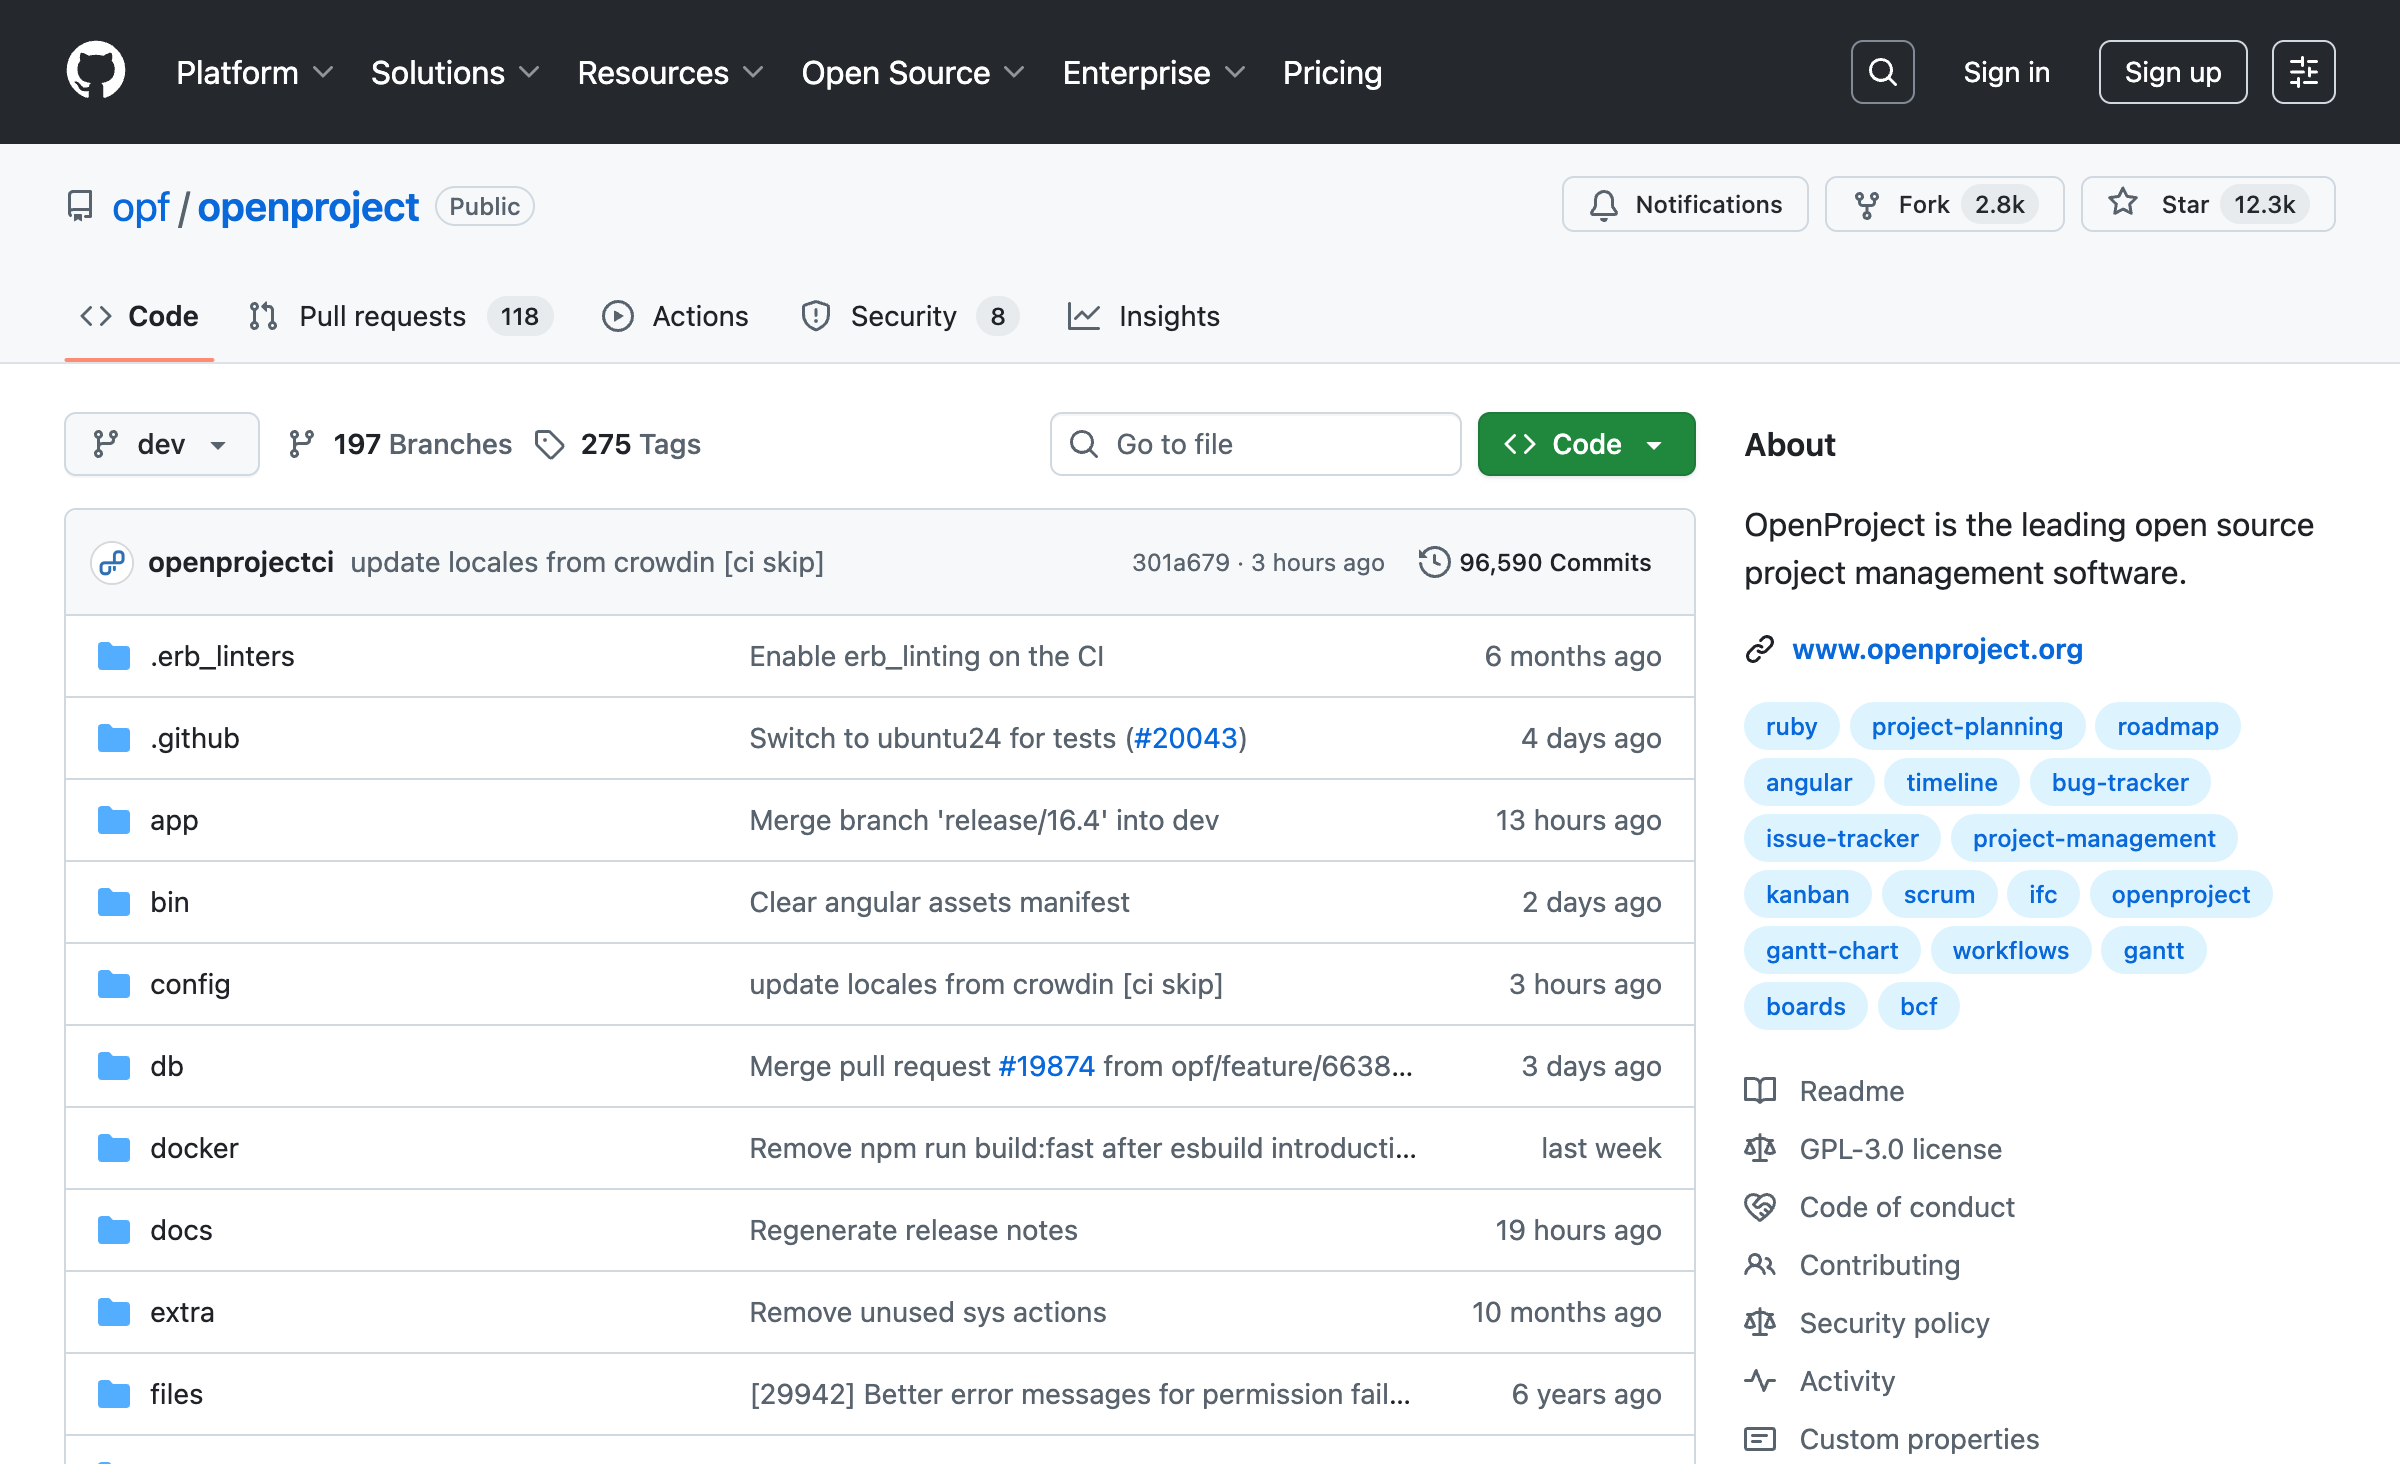 Platform Solutions Resources Open Source Enterprise Pricing Sign in Sign up
opf / openproject Public Notifications Fork 2.8k Star 12.3k
Code Pull requests 118 Actions Security 8 Insights
dev 197 Branches 275 Tags Go to file Code
openprojectci update locales from crowdin [ci skip] 301a679 · 3 hours ago 96,590 Commits
.erb_linters Enable erb_linting on the CI 6 months ago
.github Switch to ubuntu24 for tests (#20043) 4 days ago
app Merge branch 'release/16.4' into dev 13 hours ago
bin Clear angular assets manifest 2 days ago
config update locales from crowdin [ci skip] 3 hours ago
db Merge pull request #19874 from opf/feature/6638... 3 days ago
docker Remove npm run build:fast after esbuild introducti... last week
docs Regenerate release notes 19 hours ago
extra Remove unused sys actions 10 months ago
files [29942] Better error messages for permission fail... 6 years ago
About
OpenProject is the leading open source
project management software.
www.openproject.org
ruby project-planning roadmap
angular timeline bug-tracker
issue-tracker project-management
kanban scrum ifc openproject
gantt-chart workflows gantt
boards bcf
Readme
GPL-3.0 license
Code of conduct
Contributing
Security policy
Activity
Custom properties